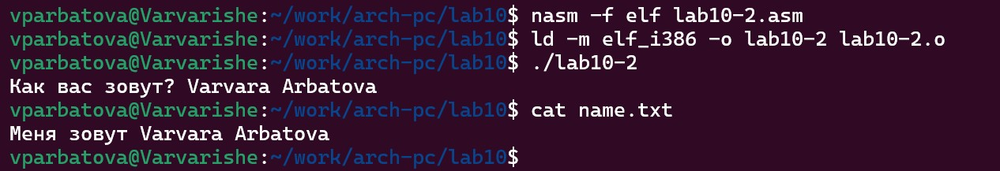 vparbatova@Varvarishe:~/work/arch-pc/lab10$ nasm -f elf lab10-2.asm
vparbatova@Varvarishe:~/work/arch-pc/lab10$ ld -m elf_i386 -o lab10-2 lab10-2.o
vparbatova@Varvarishe:~/work/arch-pc/lab10$ ./lab10-2
Как вас зовут? Varvara Arbatova
vparbatova@Varvarishe:~/work/arch-pc/lab10$ cat name.txt
Меня зовут Varvara Arbatova
vparbatova@Varvarishe:~/work/arch-pc/lab10$